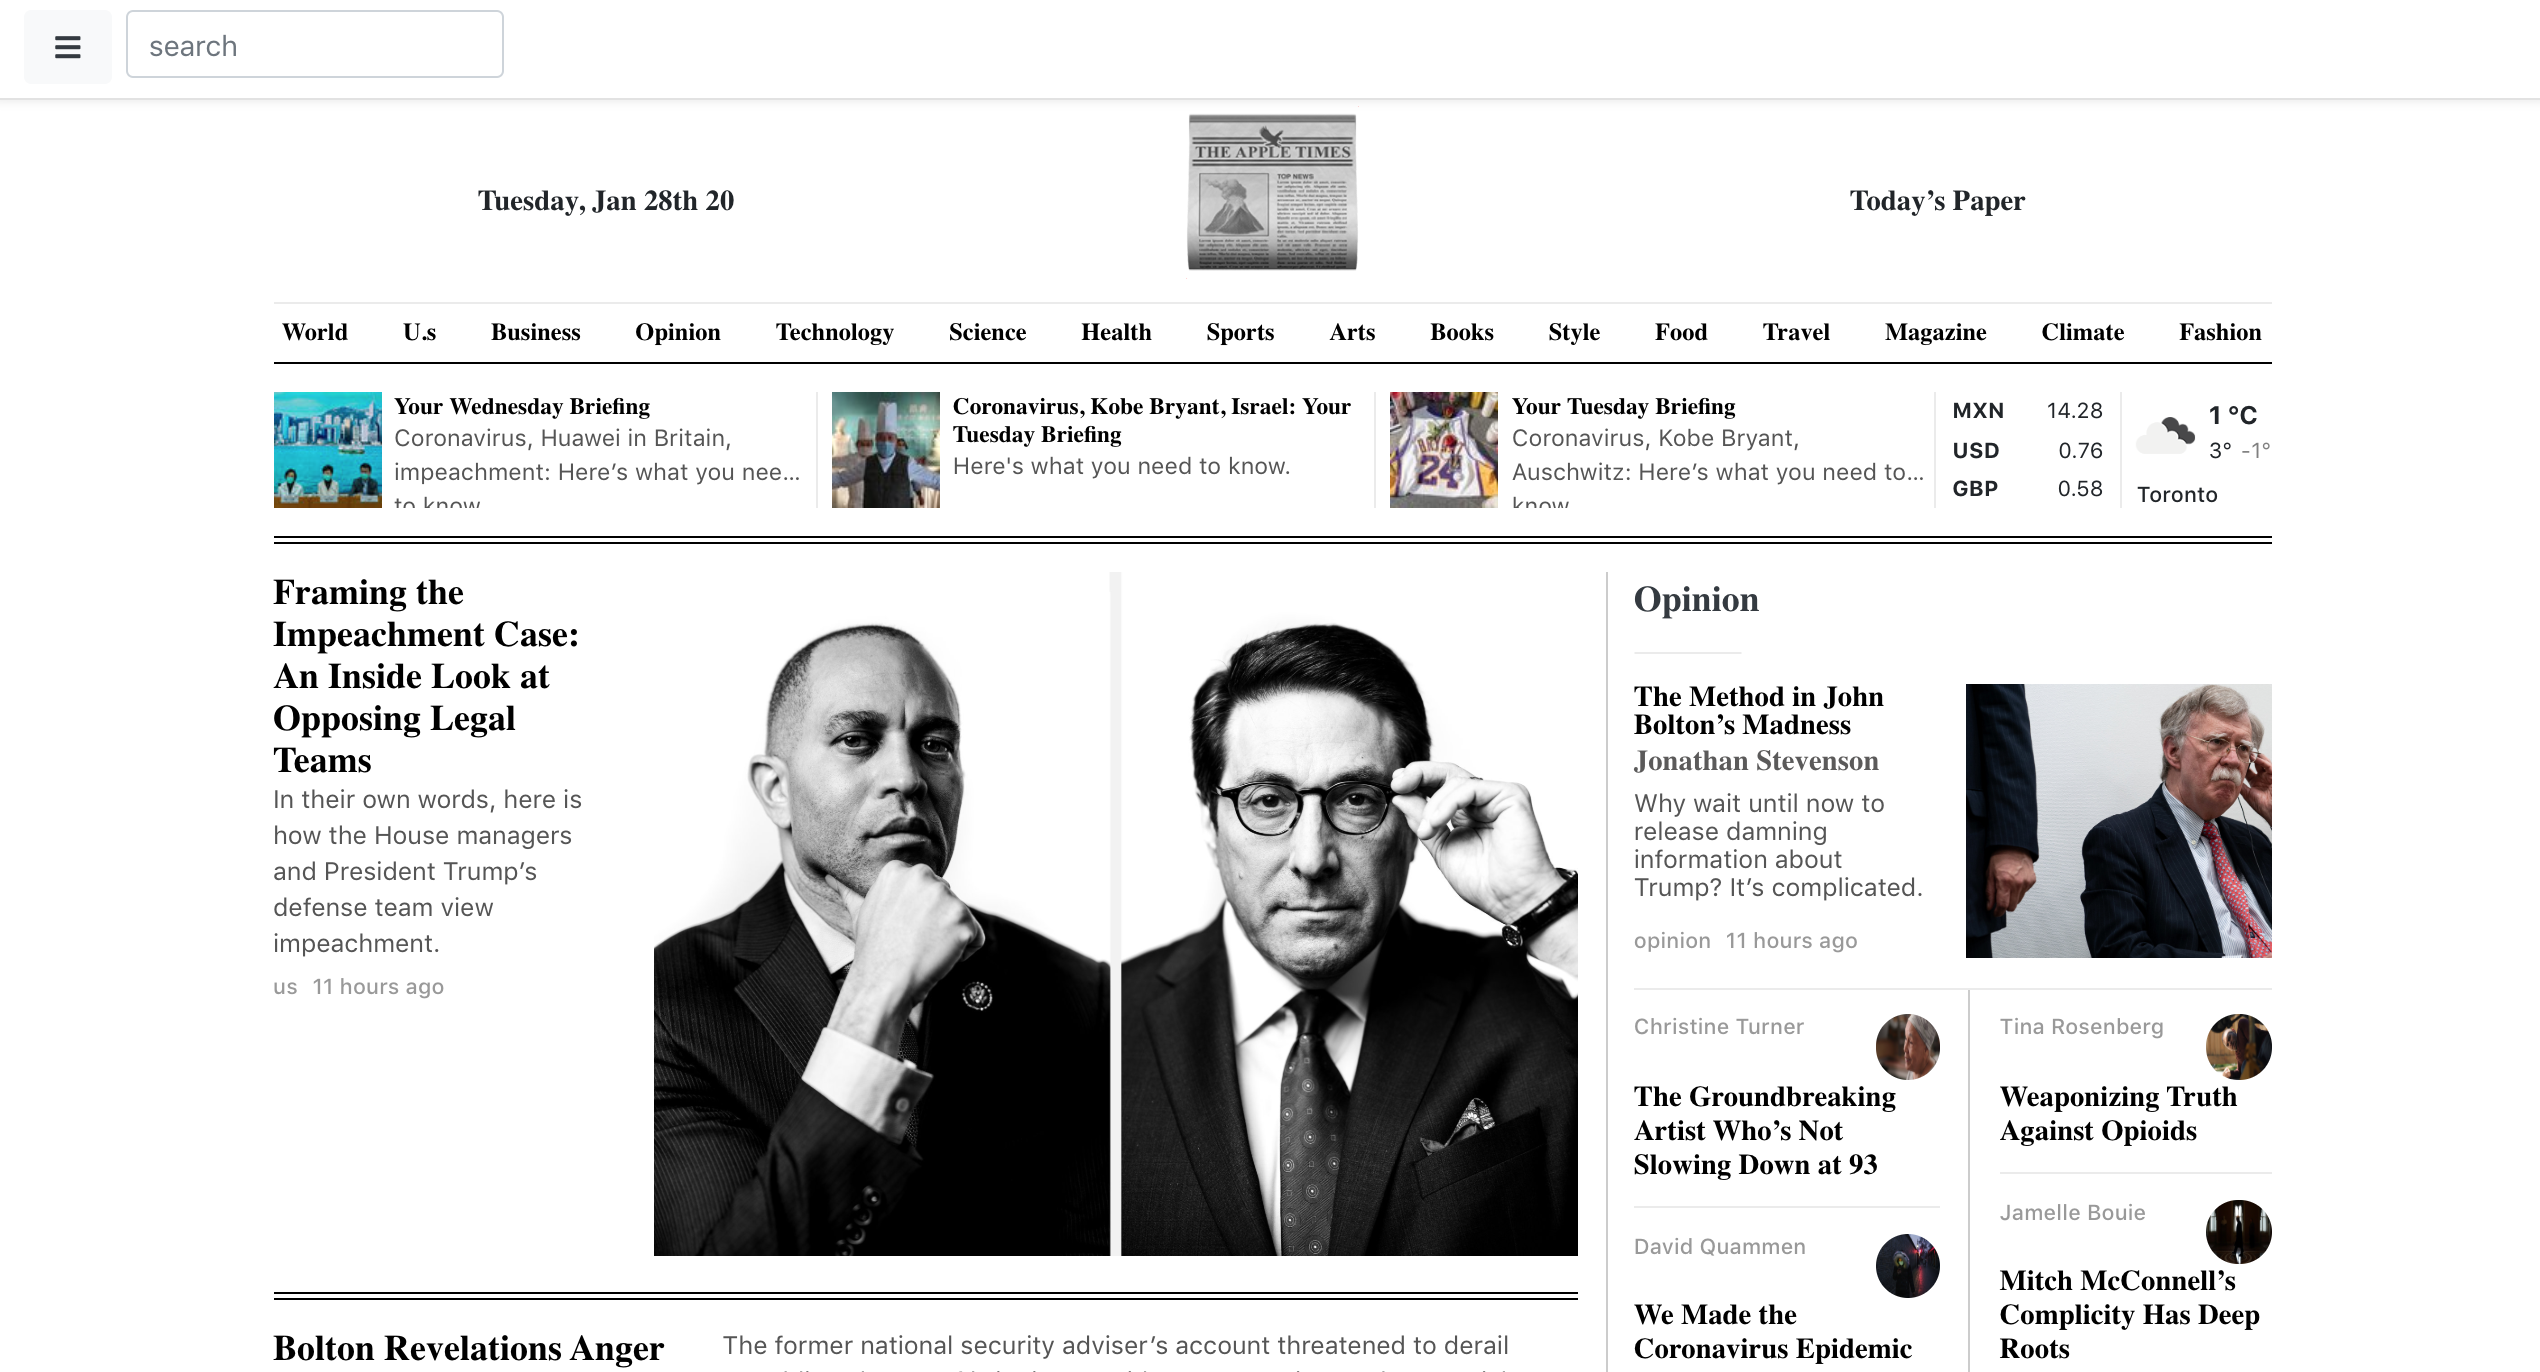 search
THE APPLE TIMES
TOP NEWS
Tuesday, Jan 28th 20
Today’s Paper
World U.s Business Opinion Technology Science Health Sports Arts Books Style Food Travel Magazine Climate Fashion
Your Wednesday Briefing
Coronavirus, Huawei in Britain,
impeachment: Here’s what you nee...
to know
Coronavirus, Kobe Bryant, Israel: Your
Tuesday Briefing
Here's what you need to know.
24
Your Tuesday Briefing
Coronavirus, Kobe Bryant,
Auschwitz: Here’s what you need to...
know
MXN 14.28
USD 0.76
GBP 0.58
1 °C
3° -1°
Toronto
Framing the
Impeachment Case:
An Inside Look at
Opposing Legal
Teams
In their own words, here is
how the House managers
and President Trump’s
defense team view
impeachment.
us 11 hours ago
Bolton Revelations Anger
The former national security adviser’s account threatened to derail
Opinion
The Method in John
Bolton’s Madness
Jonathan Stevenson
Why wait until now to
release damning
information about
Trump? It’s complicated.
opinion 11 hours ago
Christine Turner
The Groundbreaking
Artist Who’s Not
Slowing Down at 93
David Quammen
We Made the
Coronavirus Epidemic
Tina Rosenberg
Weaponizing Truth
Against Opioids
Jamelle Bouie
Mitch McConnell’s
Complicity Has Deep
Roots